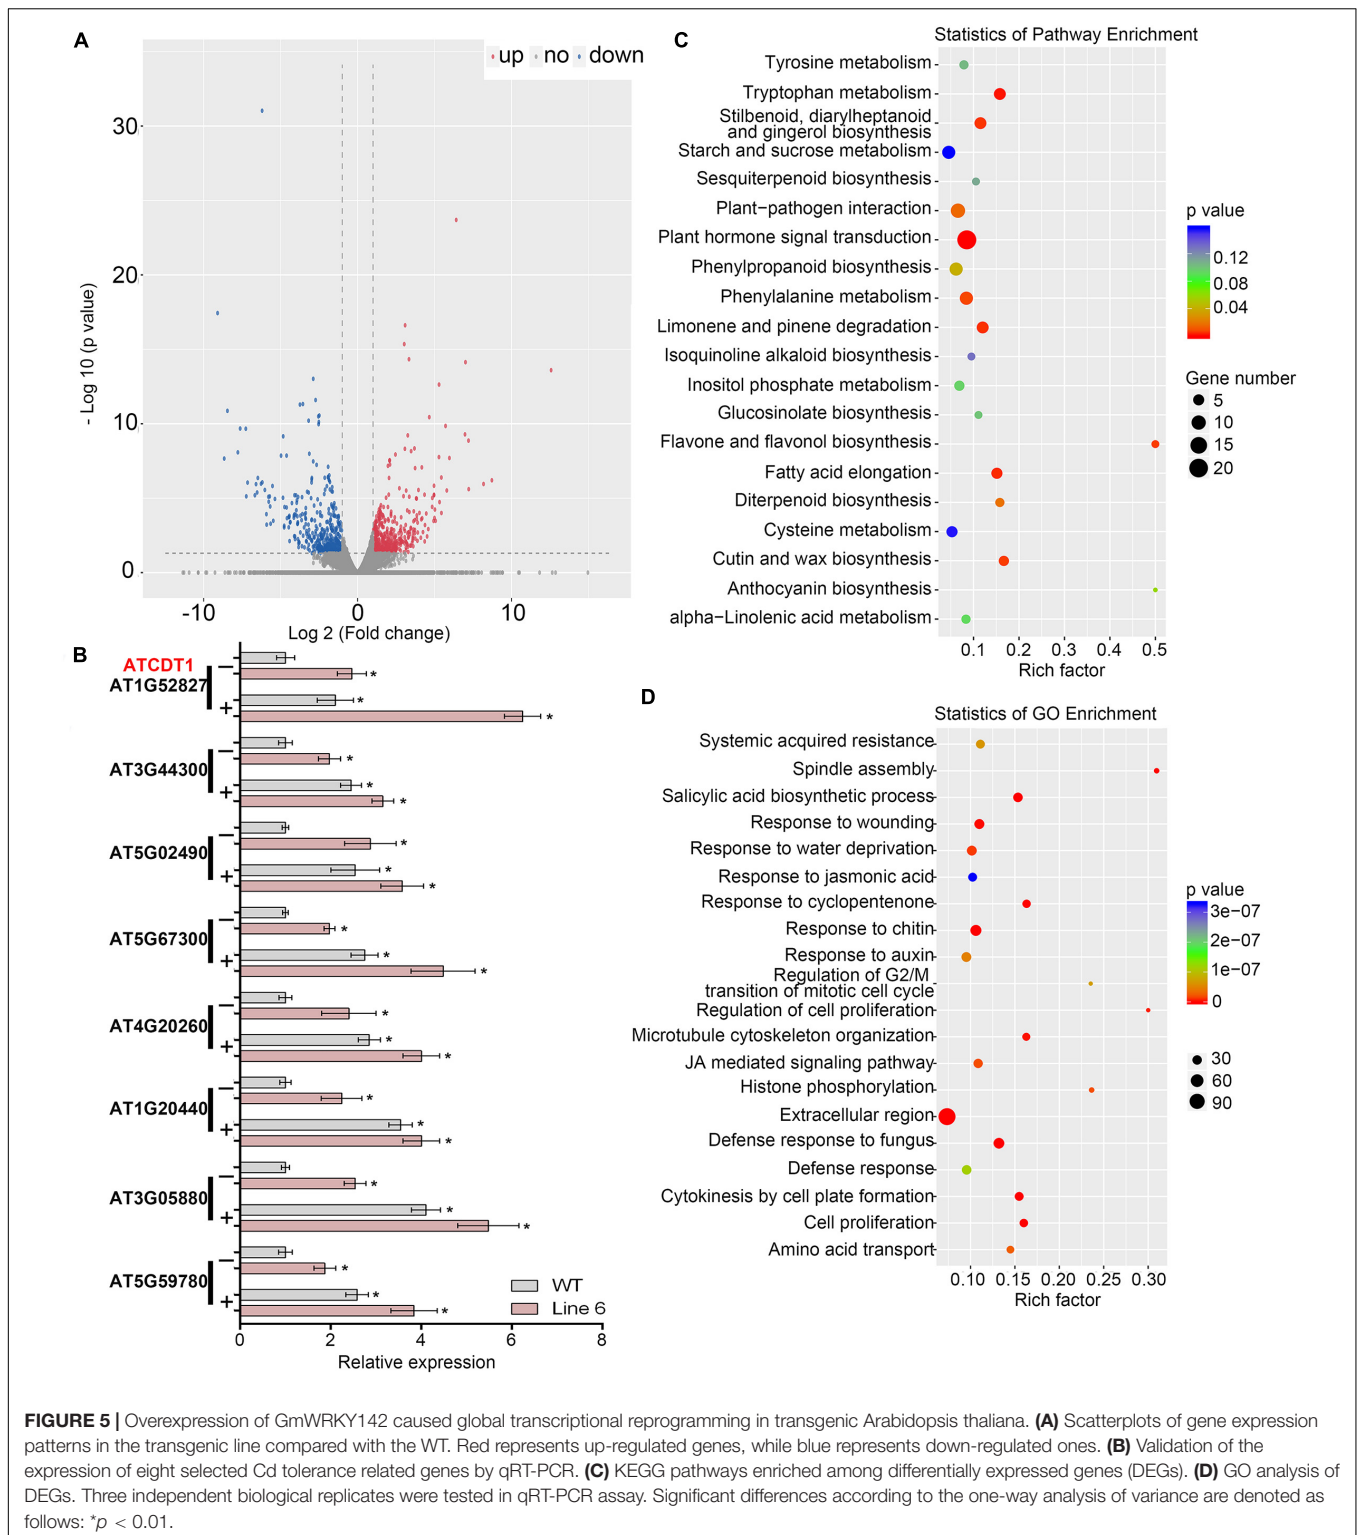 A
up no down
30
20
10
0
- Log 10 (p value)
-10 0 10
Log 2 (Fold change)
B
ATCDT1
AT1G52827
−
+
*
*
*
AT3G44300
−
+
*
*
*
AT5G02490
−
+
*
*
*
AT5G67300
−
+
*
*
*
AT4G20260
−
+
*
*
*
AT1G20440
−
+
*
*
*
AT3G05880
−
+
*
*
*
AT5G59780
−
+
*
*
*
WT
Line 6
0 2 4 6 8
Relative expression
C
Statistics of Pathway Enrichment
Tyrosine metabolism
Tryptophan metabolism
Stilbenoid, diarylheptanoid
and gingerol biosynthesis
Starch and sucrose metabolism
Sesquiterpenoid biosynthesis
Plant−pathogen interaction
Plant hormone signal transduction
Phenylpropanoid biosynthesis
Phenylalanine metabolism
Limonene and pinene degradation
Isoquinoline alkaloid biosynthesis
Inositol phosphate metabolism
Glucosinolate biosynthesis
Flavone and flavonol biosynthesis
Fatty acid elongation
Diterpenoid biosynthesis
Cysteine metabolism
Cutin and wax biosynthesis
Anthocyanin biosynthesis
alpha−Linolenic acid metabolism
0.1 0.2 0.3 0.4 0.5
Rich factor
p value
0.12
0.08
0.04
Gene number
5
10
15
20
D
Statistics of GO Enrichment
Systemic acquired resistance
Spindle assembly
Salicylic acid biosynthetic process
Response to wounding
Response to water deprivation
Response to jasmonic acid
Response to cyclopentenone
Response to chitin
Response to auxin
Regulation of G2/M
transition of mitotic cell cycle
Regulation of cell proliferation
Microtubule cytoskeleton organization
JA mediated signaling pathway
Histone phosphorylation
Extracellular region
Defense response to fungus
Defense response
Cytokinesis by cell plate formation
Cell proliferation
Amino acid transport
0.10 0.15 0.20 0.25 0.30
Rich factor
p value
3e−07
2e−07
1e−07
0
30
60
90
FIGURE 5 | Overexpression of GmWRKY142 caused global transcriptional reprogramming in transgenic Arabidopsis thaliana. (A) Scatterplots of gene expression
patterns in the transgenic line compared with the WT. Red represents up-regulated genes, while blue represents down-regulated ones. (B) Validation of the
expression of eight selected Cd tolerance related genes by qRT-PCR. (C) KEGG pathways enriched among differentially expressed genes (DEGs). (D) GO analysis of
DEGs. Three independent biological replicates were tested in qRT-PCR assay. Significant differences according to the one-way analysis of variance are denoted as
follows: *p < 0.01.